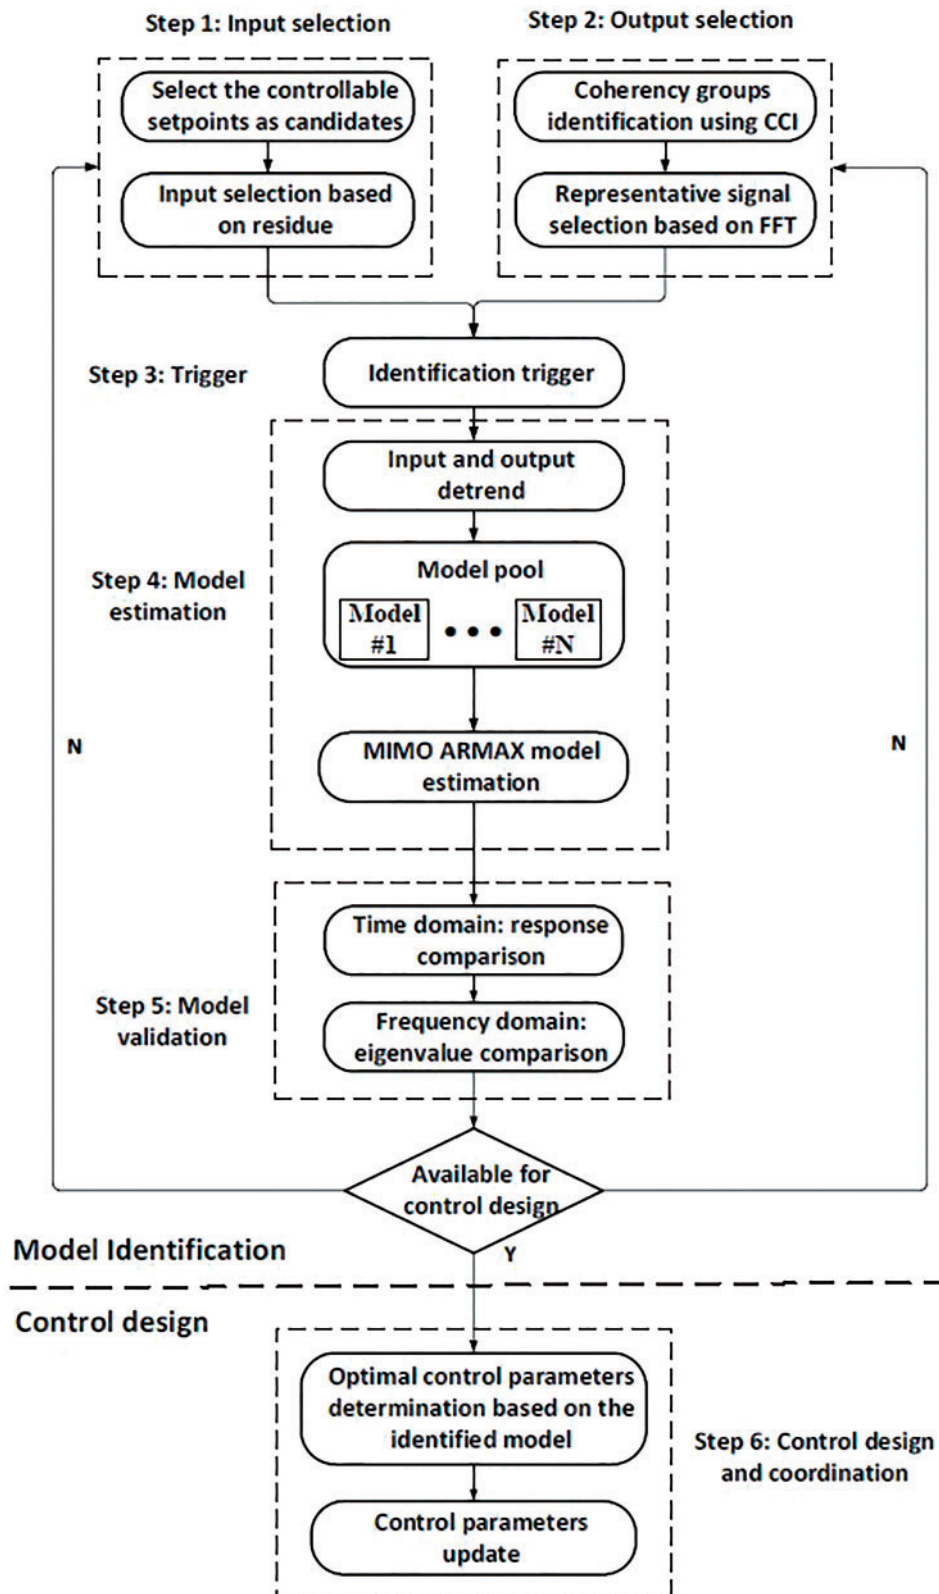 Step 1: Input selection
Step 2: Output selection
Select the controllable
setpoints as candidates
Input selection based
on residue
Coherency groups
identification using CCI
Representative signal
selection based on FFT
Step 3: Trigger
Identification trigger
Input and output
detrend
Step 4: Model
estimation
Model pool
Model
#1
Model
#N
MIMO ARMAX model
estimation
N
N
Time domain: response
comparison
Step 5: Model
validation
Frequency domain:
eigenvalue comparison
Available for
control design
Y
Model Identification
Control design
Optimal control parameters
determination based on the
identified model
Step 6: Control design
and coordination
Control parameters
update